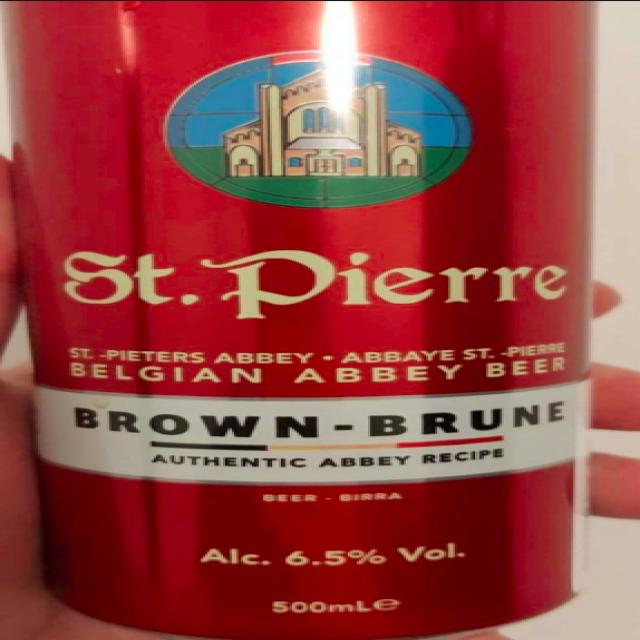 St. Pierre
ST. -PIETERS ABBEY • ABBAYE ST. -PIERRE
BELGIAN ABBEY BEER
BROWN-BRUNE
AUTHENTIC ABBEY RECIPE
BEER - BIRRA
Alc. 6.5% Vol.
500mLe